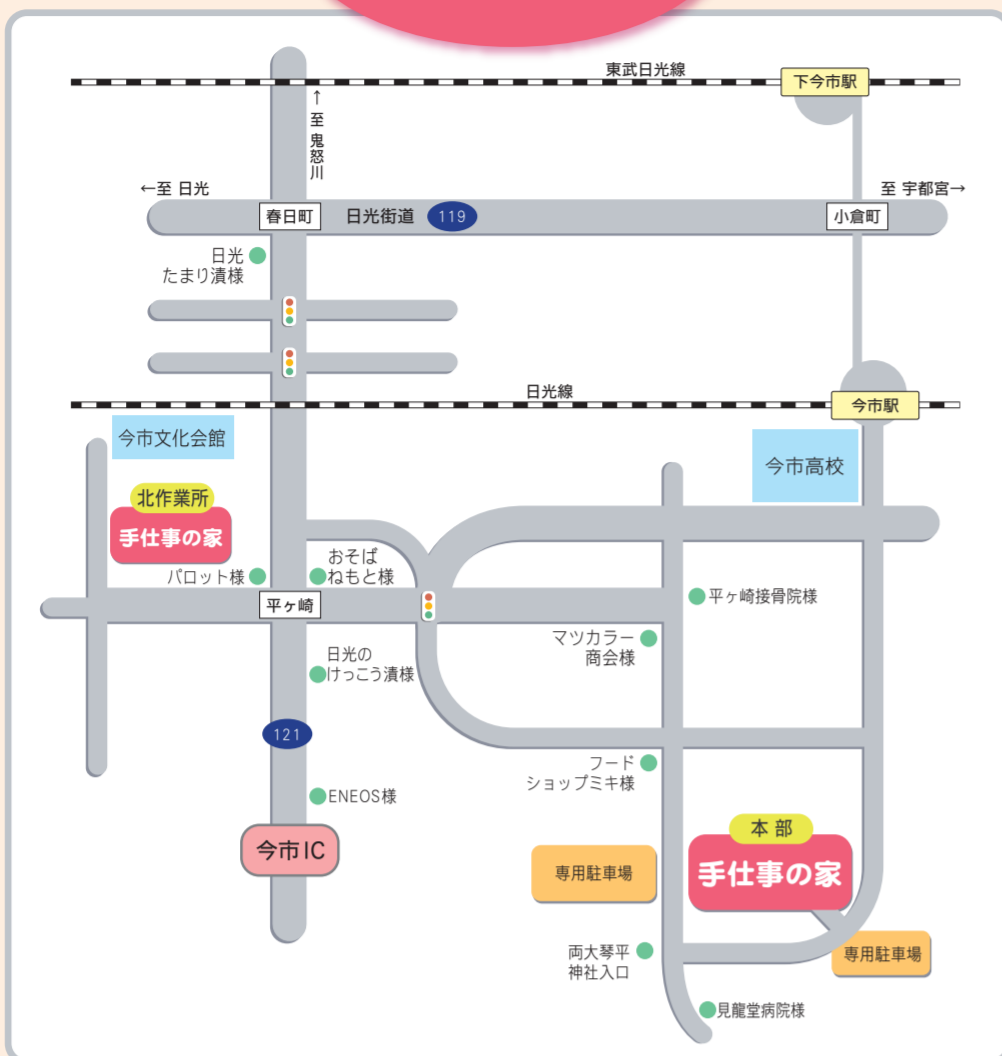 東武日光線
下今市駅
↑至 鬼怒川
←至 日光
至 宇都宮→
春日町
日光街道
119
小倉町
日光
たまり漬様
日光線
今市駅
今市文化会館
今市高校
北作業所
手仕事の家
おそば
ねもと様
パロット様
平ヶ崎
平ヶ崎接骨院様
マツカラー
商会様
日光の
けっこう漬様
121
フード
ショップミキ様
ENEOS様
今市IC
本部
手仕事の家
専用駐車場
両大琴平
神社入口
専用駐車場
見龍堂病院様